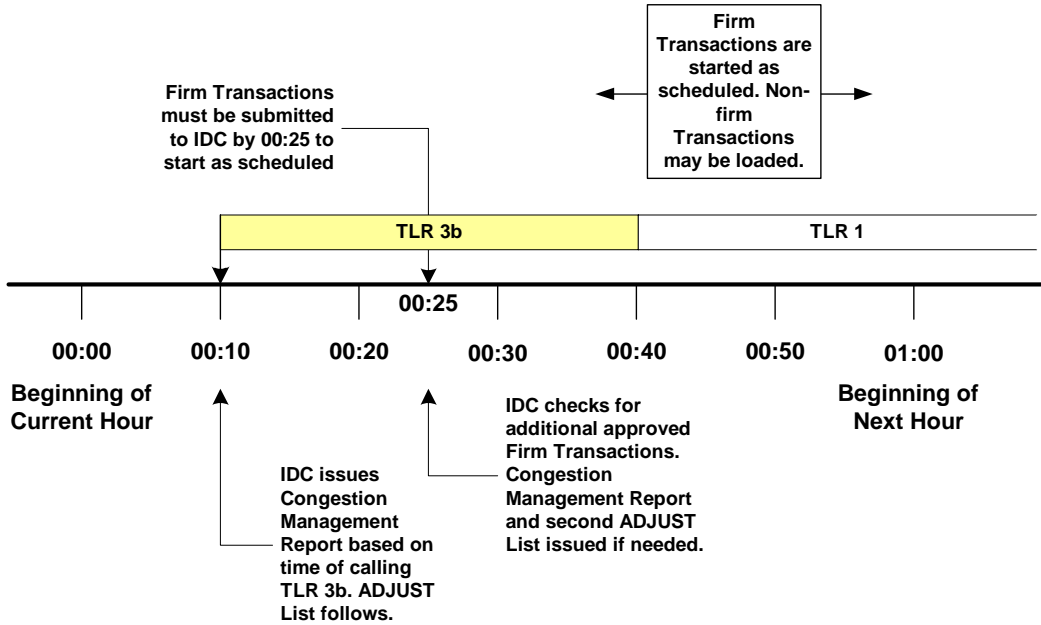 Firm
Transactions are
started as
scheduled. Non-
firm
Transactions
may be loaded.
Firm Transactions
must be submitted
to IDC by 00:25 to
start as scheduled
TLR 3b
TLR 1
00:25
00:00
00:10
00:20
00:30
00:40
00:50
01:00
Beginning of
Current Hour
Beginning of
Next Hour
IDC issues
Congestion
Management
Report based on
time of calling
TLR 3b. ADJUST
List follows.
IDC checks for
additional approved
Firm Transactions.
Congestion
Management Report
and second ADJUST
List issued if needed.